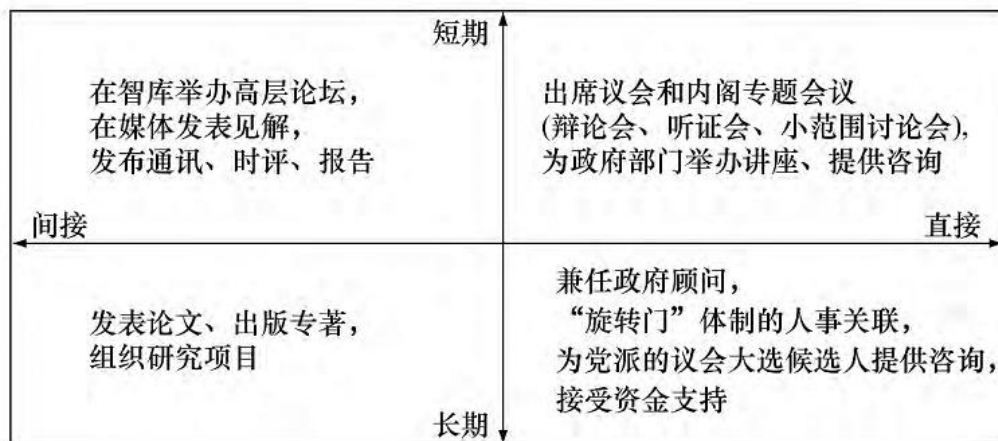 短期
在智库举办高层论坛，
在媒体发表见解，
发布通讯、时评、报告
出席议会和内阁专题会议
(辩论会、听证会、小范围讨论会),
为政府部门举办讲座、提供咨询
间接
直接
发表论文、出版专著，
组织研究项目
兼任政府顾问，
“旋转门”体制的人事关联，
为党派的议会大选候选人提供咨询，
接受资金支持
长期